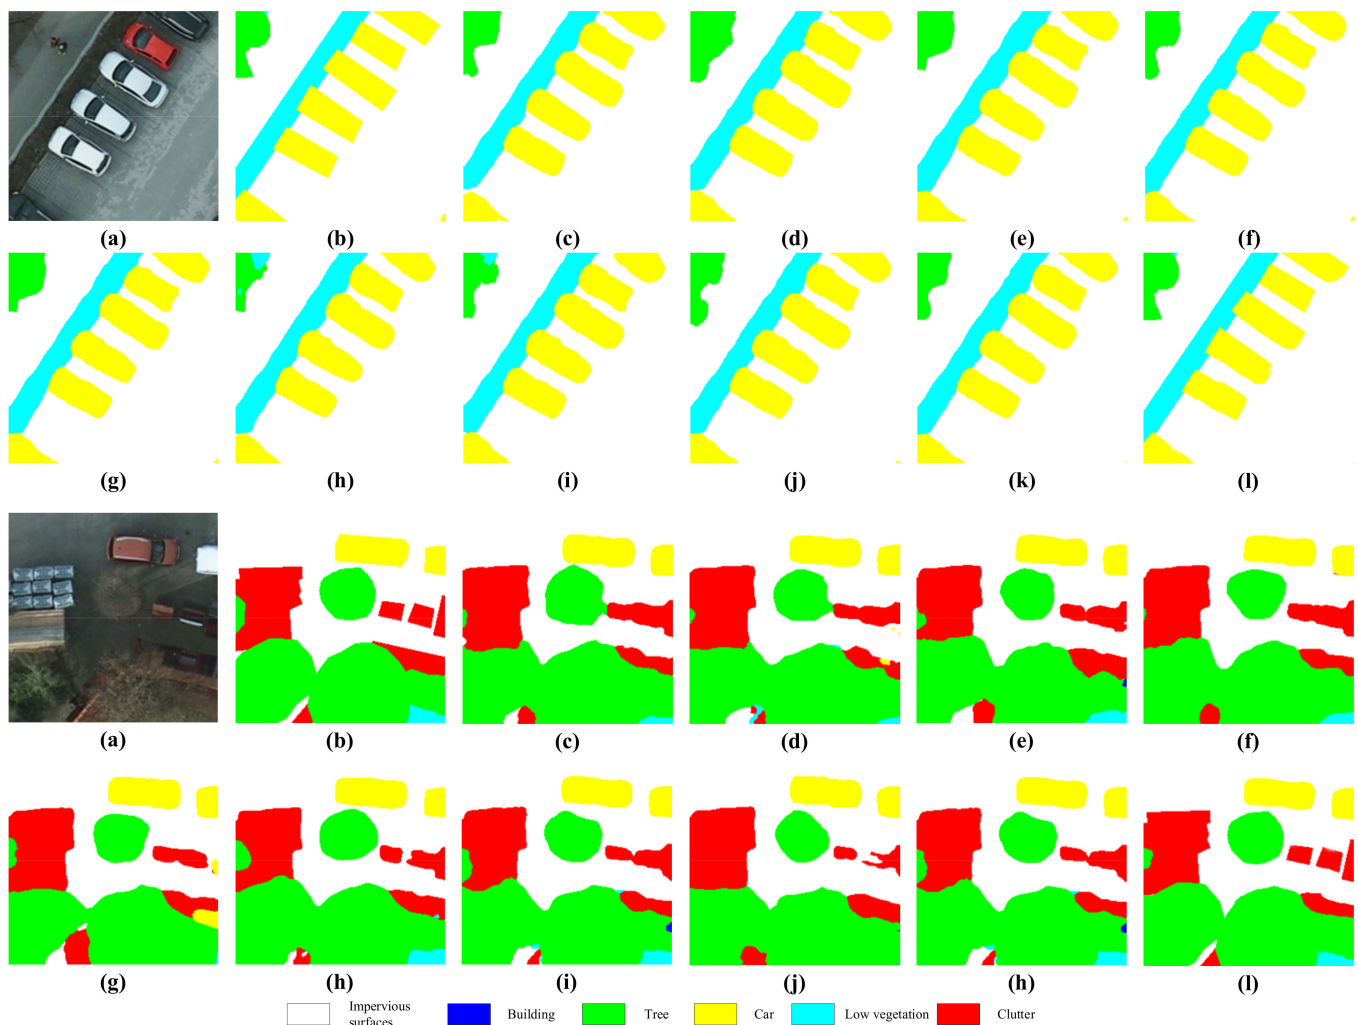 (a) (b) (c) (d) (e) (f)
(g) (h) (i) (j) (k) (l)
(a) (b) (c) (d) (e) (f)
(g) (h) (i) (j) (h) (l)
Impervious surfaces Building Tree Car Low vegetation Clutter